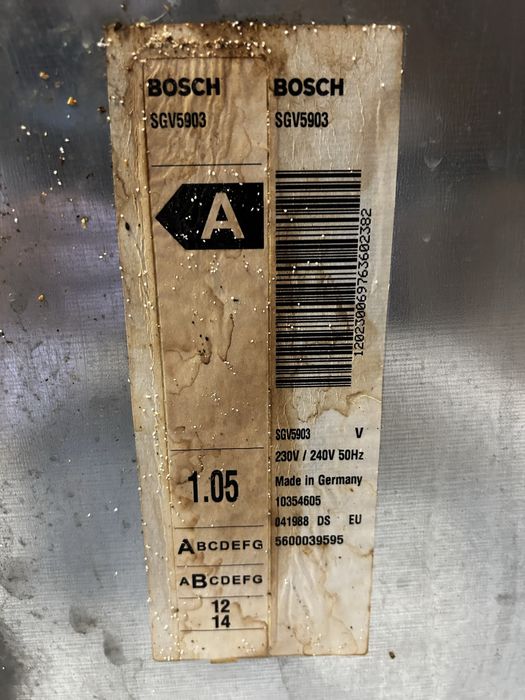 BOSCH
SGV5903
A
1.05
ABCDEFG
ABCDEFG
12
14
BOSCH
SGV5903
120230069763602382
SGV5903 V
230V / 240V 50Hz
Made in Germany
10354605
041988 DS EU
5600039595